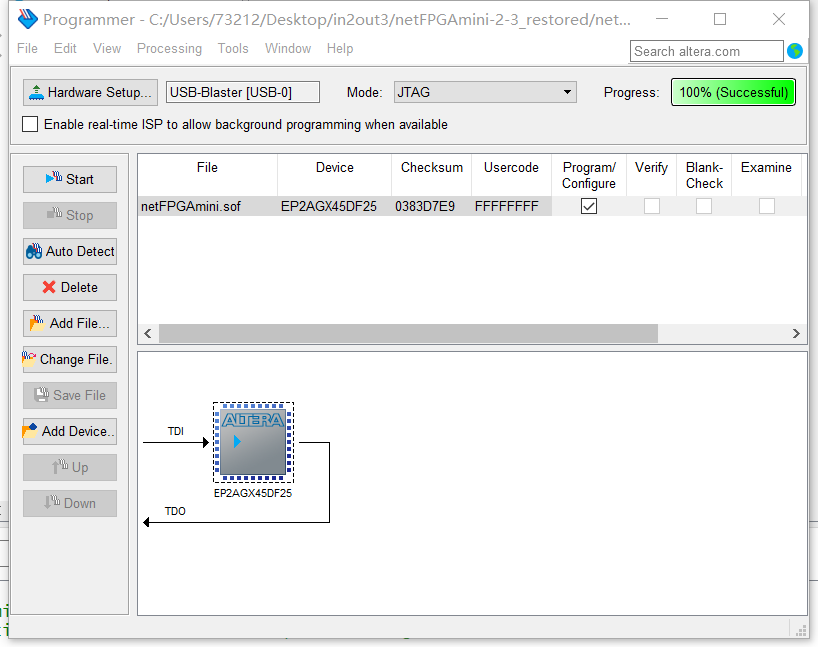 Programmer - C:/Users/73212/Desktop/in2out3/netFPGAmini-2-3_restored/net...
File Edit View Processing Tools Window Help
Search altera.com
Hardware Setup... USB-Blaster [USB-0] Mode: JTAG Progress: 100% (Successful)
Enable real-time ISP to allow background programming when available
Start
Stop
Auto Detect
Delete
Add File...
Change File.
Save File
Add Device..
Up
Down
File Device Checksum Usercode Program/ Verify Blank- Examine
Configure Check
netFPGAmini.sof EP2AGX45DF25 0383D7E9 FFFFFFFF
TDI
ALTERA
EP2AGX45DF25
TDO